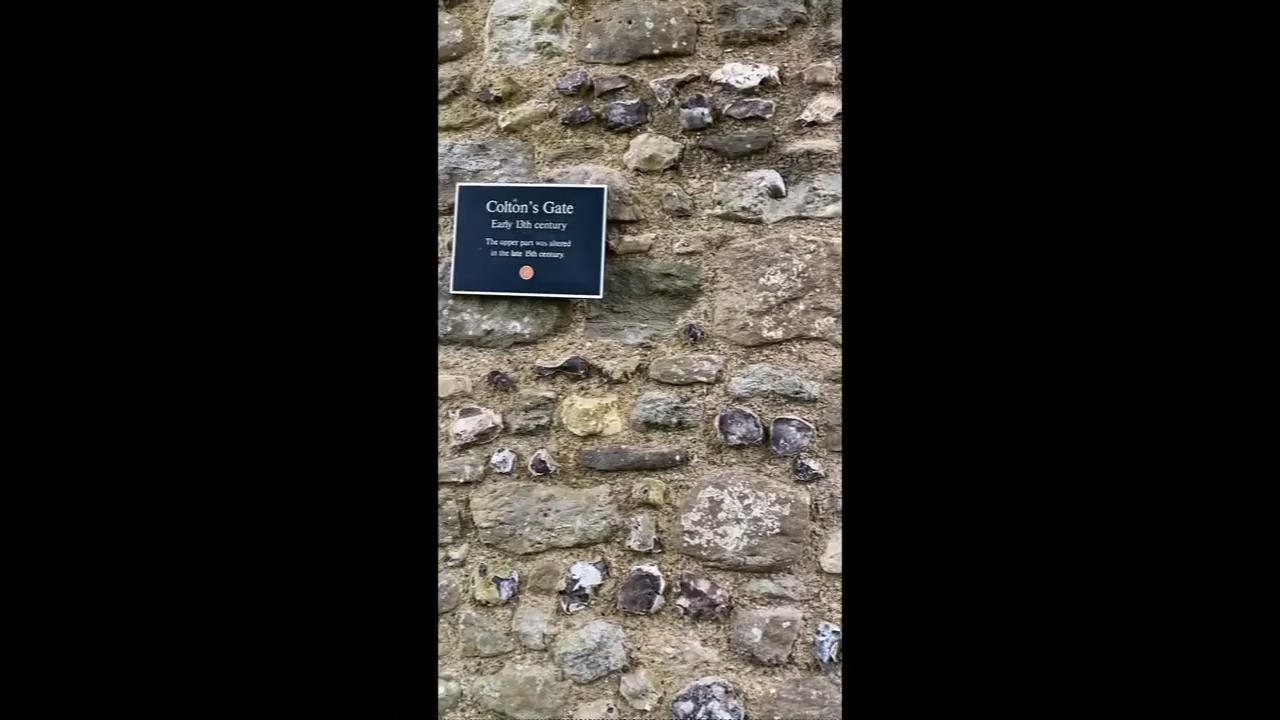 Colton's Gate
Early 13th century
The upper part was altered
in the late 15th century.